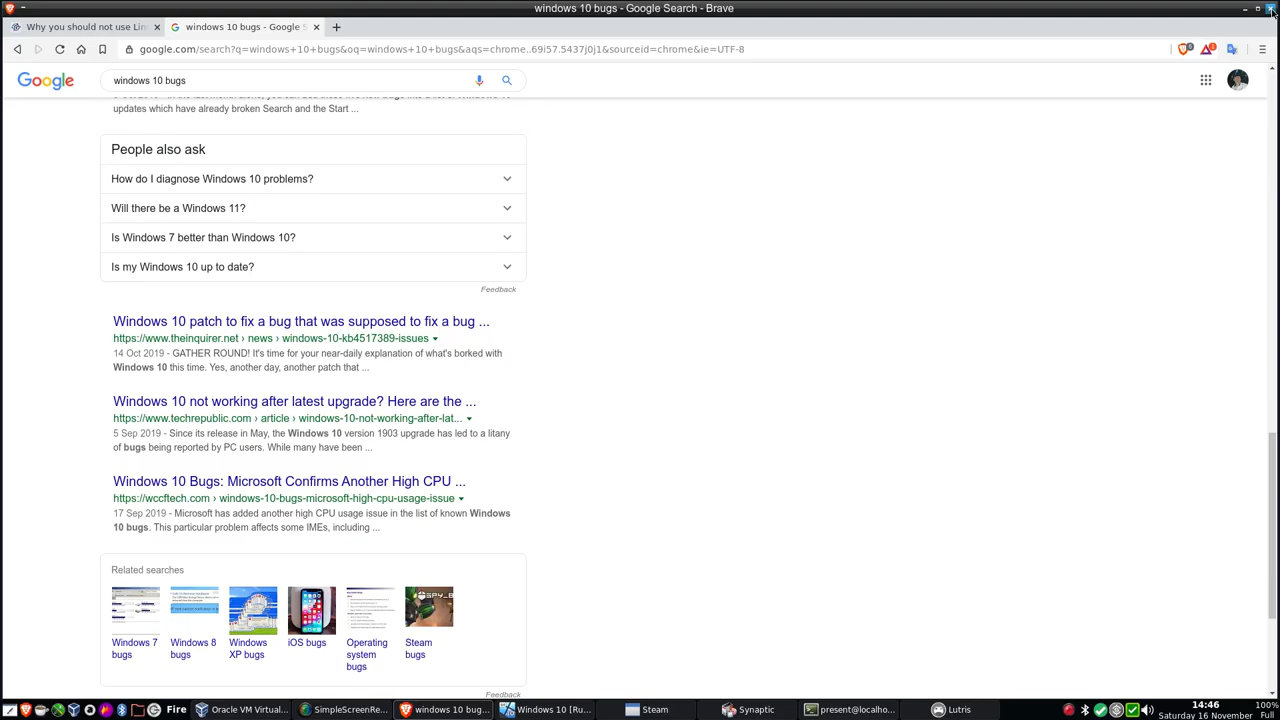 windows 10 bugs - Google Search - Brave
Why you should not use Lin
windows 10 bugs - Google S
google.com/search?q=windows+10+bugs&oq=windows+10+bugs&aqs=chrome..69i57.5437j0j1&sourceid=chrome&ie=UTF-8
Google
windows 10 bugs
updates which have already broken Search and the Start ...
People also ask
How do I diagnose Windows 10 problems?
Will there be a Windows 11?
Is Windows 7 better than Windows 10?
Is my Windows 10 up to date?
Feedback
Windows 10 patch to fix a bug that was supposed to fix a bug ...
https://www.theinquirer.net › news › windows-10-kb4517389-issues
14 Oct 2019 - GATHER ROUND! It's time for your near-daily explanation of what's borked with
Windows 10 this time. Yes, another day, another patch that ...
Windows 10 not working after latest upgrade? Here are the ...
https://www.techrepublic.com › article › windows-10-not-working-after-lat...
5 Sep 2019 - Since its release in May, the Windows 10 version 1903 upgrade has led to a litany
of bugs being reported by PC users. While many have been ...
Windows 10 Bugs: Microsoft Confirms Another High CPU ...
https://wccftech.com › windows-10-bugs-microsoft-high-cpu-usage-issue
17 Sep 2019 - Microsoft has added another high CPU usage issue in the list of known Windows
10 bugs. This particular problem affects some IMEs, including ...
Related searches
Windows 7 bugs
Windows 8 bugs
Windows XP bugs
iOS bugs
Operating system bugs
Steam bugs
Feedback
Fire
Oracle VM Virtual...
SimpleScreenRe...
windows 10 bug...
Windows 10 [Ru...
Steam
Synaptic
present@localho...
Lutris
14:46
Saturday 16 November
100%
Full